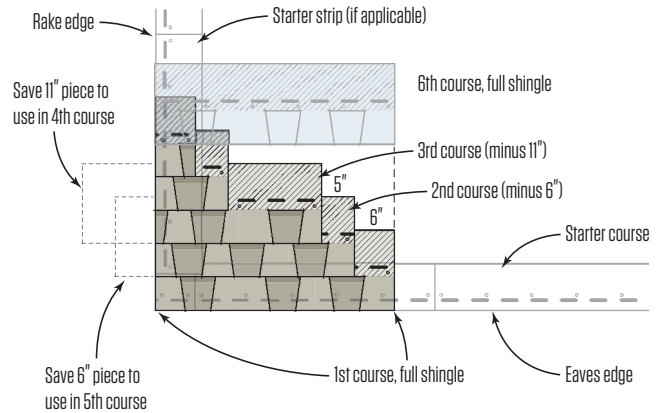 Rake edge
Starter strip (if applicable)
Save 11" piece to
use in 4th course
6th course, full shingle
3rd course (minus 11")
5"
2nd course (minus 6")
6"
Starter course
Save 6" piece to
use in 5th course
1st course, full shingle
Eaves edge